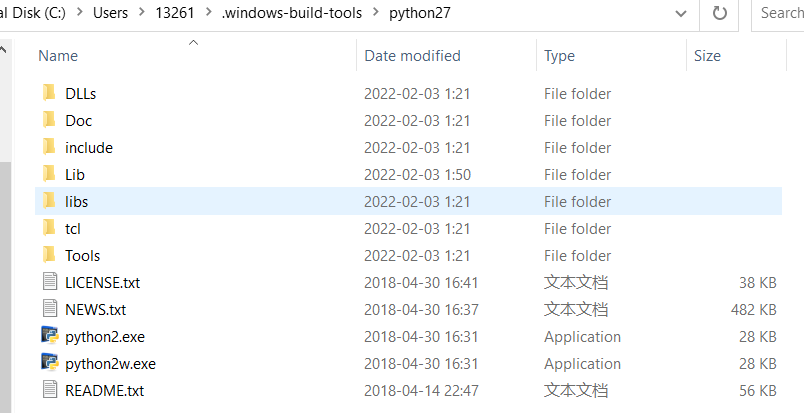 al Disk (C:) > Users > 13261 > .windows-build-tools > python27 Search
Name Date modified Type Size
DLLs 2022-02-03 1:21 File folder
Doc 2022-02-03 1:21 File folder
include 2022-02-03 1:21 File folder
Lib 2022-02-03 1:50 File folder
libs 2022-02-03 1:21 File folder
tcl 2022-02-03 1:21 File folder
Tools 2022-02-03 1:21 File folder
LICENSE.txt 2018-04-30 16:41 文本文档 38 KB
NEWS.txt 2018-04-30 16:37 文本文档 482 KB
python2.exe 2018-04-30 16:31 Application 28 KB
python2w.exe 2018-04-30 16:31 Application 28 KB
README.txt 2018-04-14 22:47 文本文档 56 KB